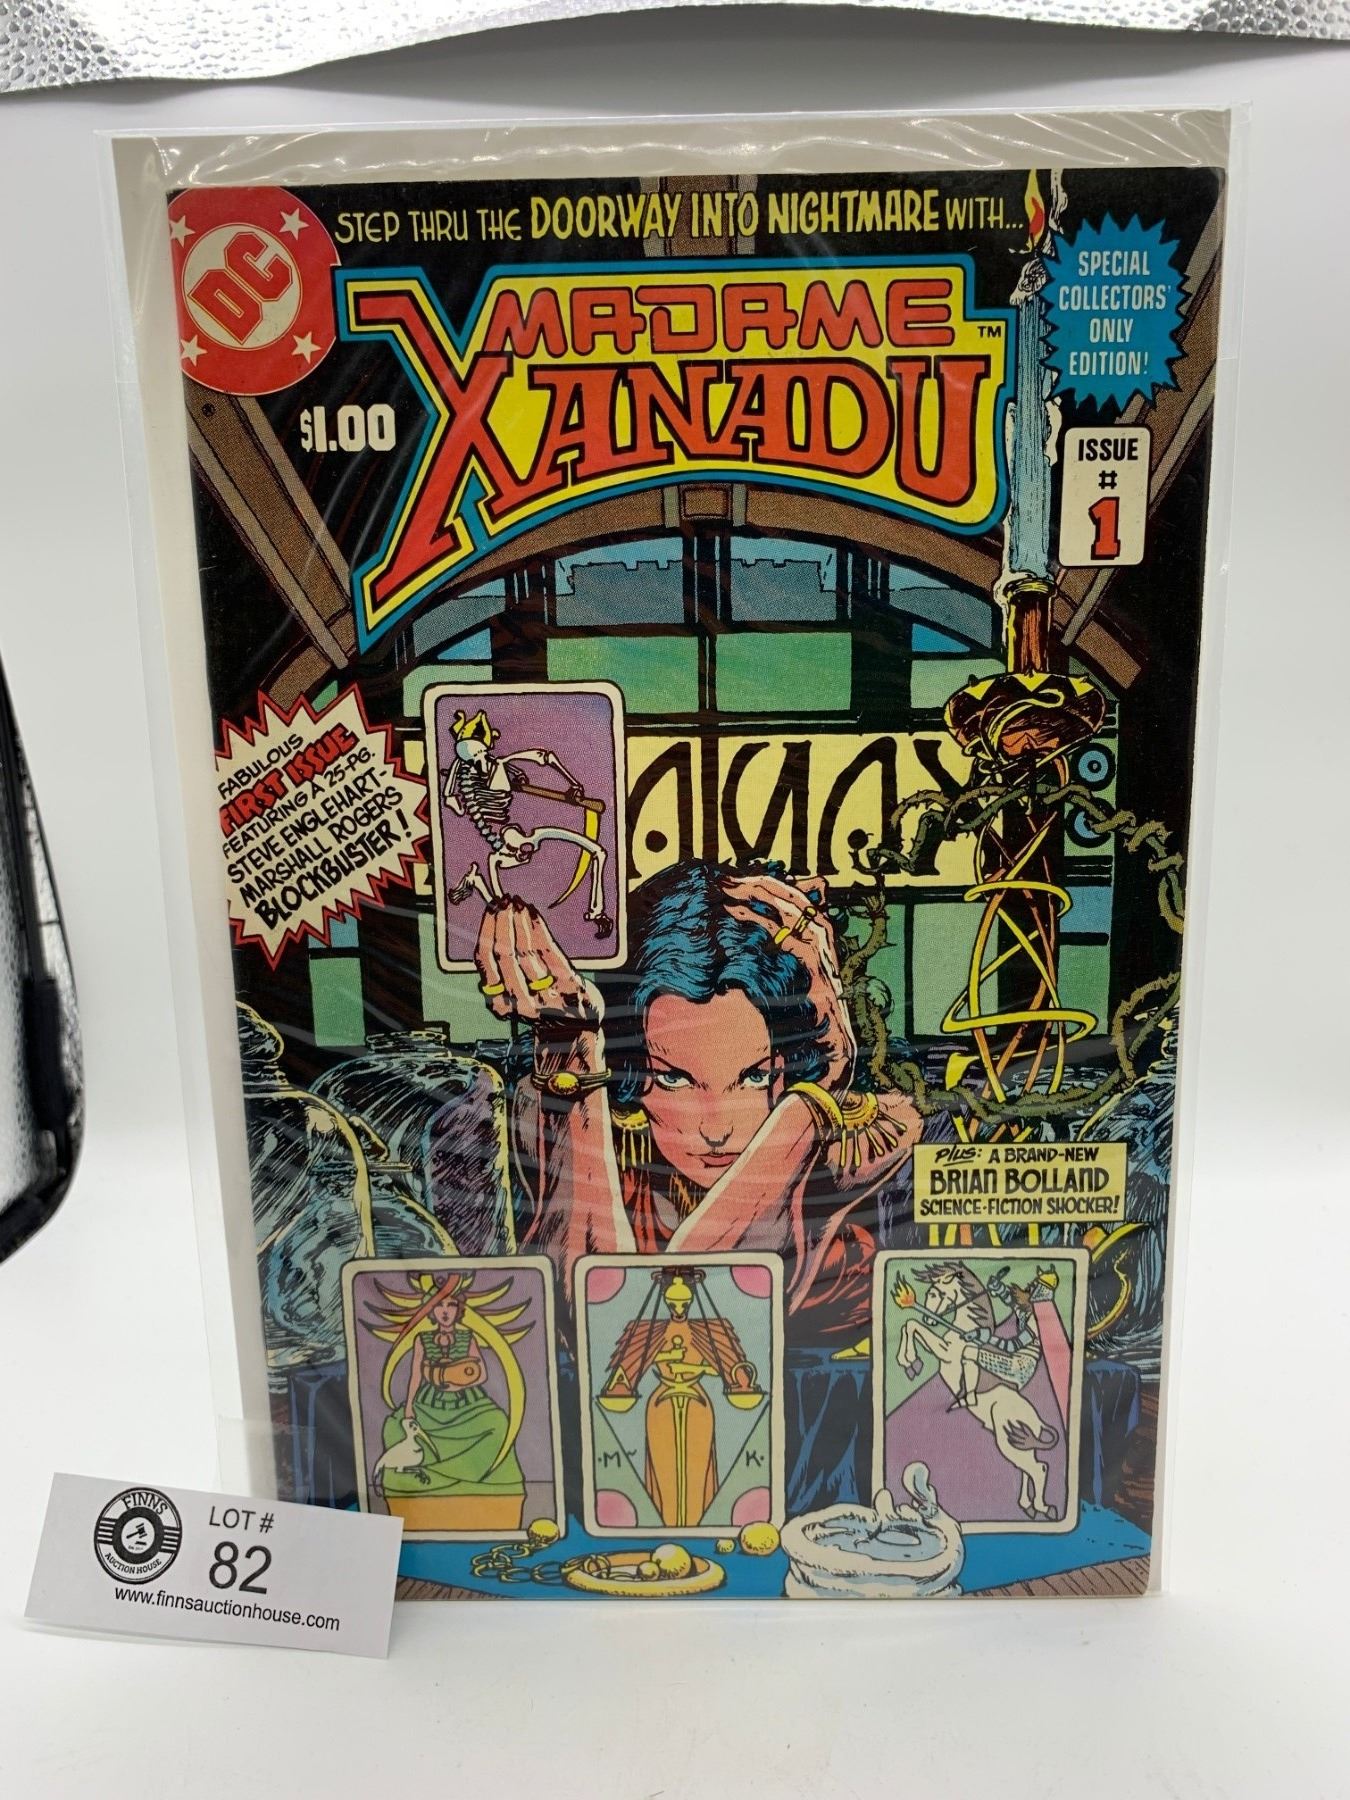 STEP THRU THE DOORWAY INTO NIGHTMARE WITH...
DC
®
$1.00
MADAME
XANADU
TM
SPECIAL
COLLECTORS'
ONLY
EDITION!
ISSUE
#
1
FABULOUS
FIRST ISSUE
FEATURING A 25-PG.
STEVE ENGLEHART-
MARSHALL ROGERS
BLOCKBUSTER!
PLUS: A BRAND-NEW
BRIAN BOLLAND
SCIENCE-FICTION SHOCKER!
A Ω
·M~ K·
FINNS
AUCTION HOUSE
LOT #
82
www.finnsauctionhouse.com